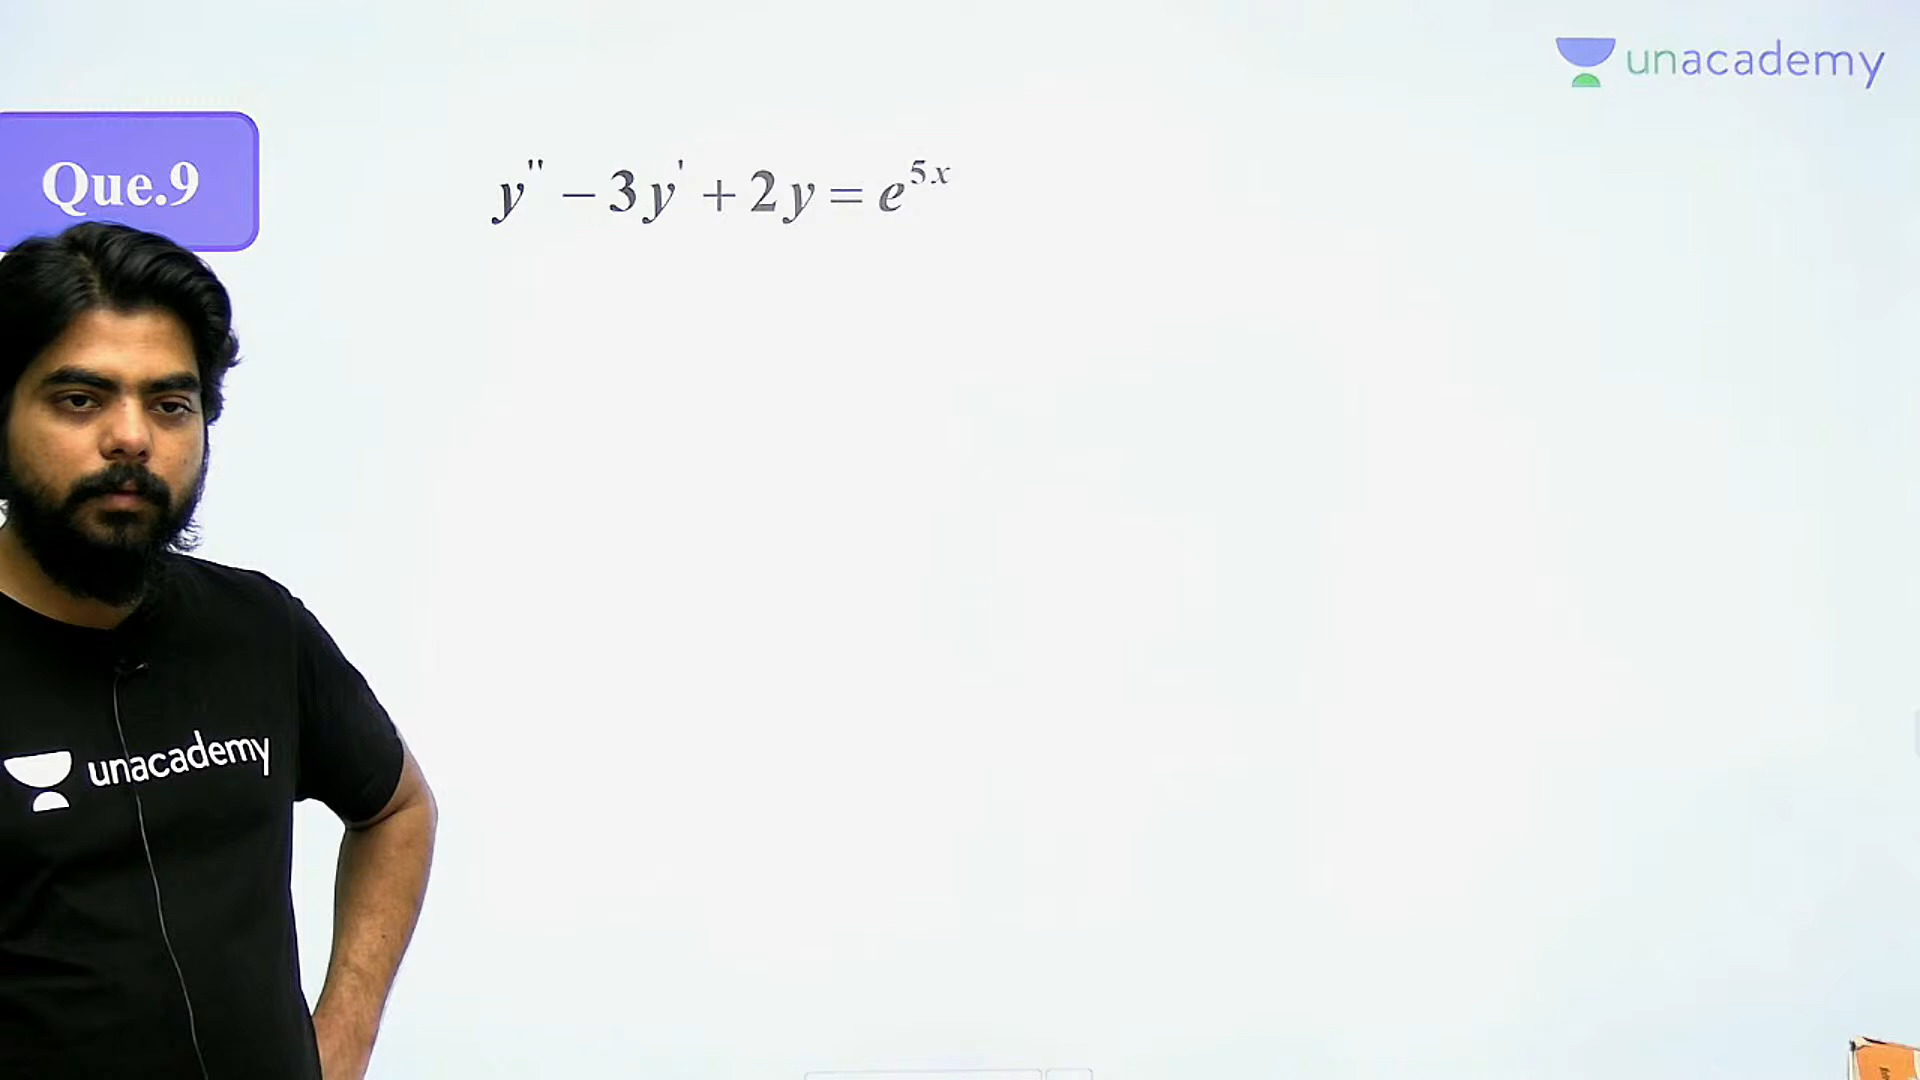 unacademy
Que.9
y'' – 3y' + 2y = e^{5x}
unacademy